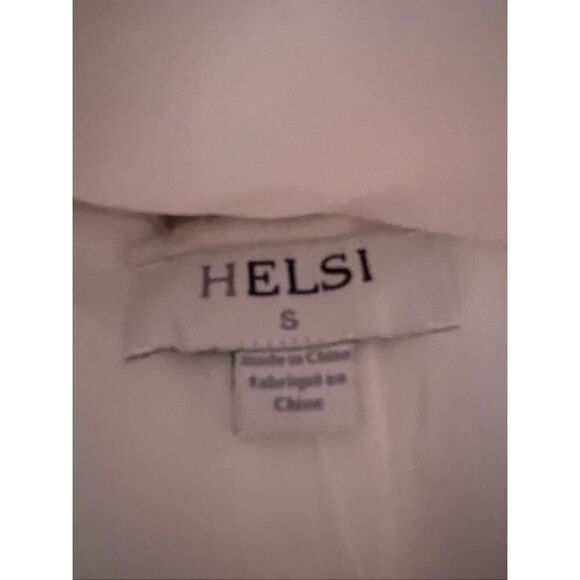 HELSI
S
Made in China
Fabriqué en
Chine